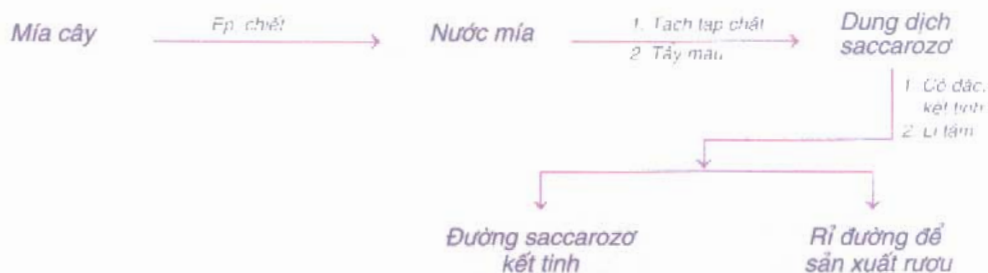 Mía cây
Ép, chiết
Nước mía
1. Tách tạp chất
2. Tẩy màu
Dung dịch
saccarozơ
1. Cô đặc,
kết tinh
2. Li tâm
Đường saccarozơ
kết tinh
Rỉ đường để
sản xuất rượu